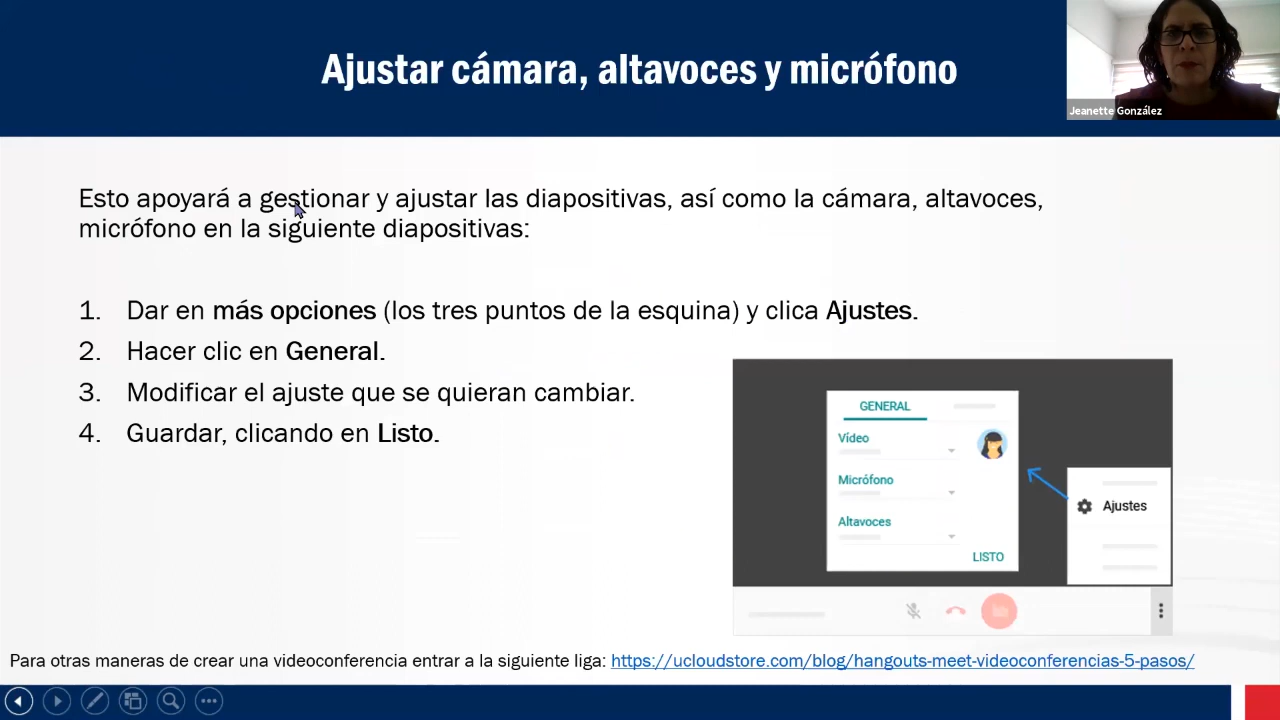 Ajustar cámara, altavoces y micrófono
Jeanette González
Esto apoyará a gestionar y ajustar las diapositivas, así como la cámara, altavoces,
micrófono en la siguiente diapositivas:
1. Dar en más opciones (los tres puntos de la esquina) y clica Ajustes.
2. Hacer clic en General.
3. Modificar el ajuste que se quieran cambiar.
4. Guardar, clicando en Listo.
GENERAL
Vídeo
Micrófono
Altavoces
LISTO
Ajustes
Para otras maneras de crear una videoconferencia entrar a la siguiente liga: https://ucloudstore.com/blog/hangouts-meet-videoconferencias-5-pasos/